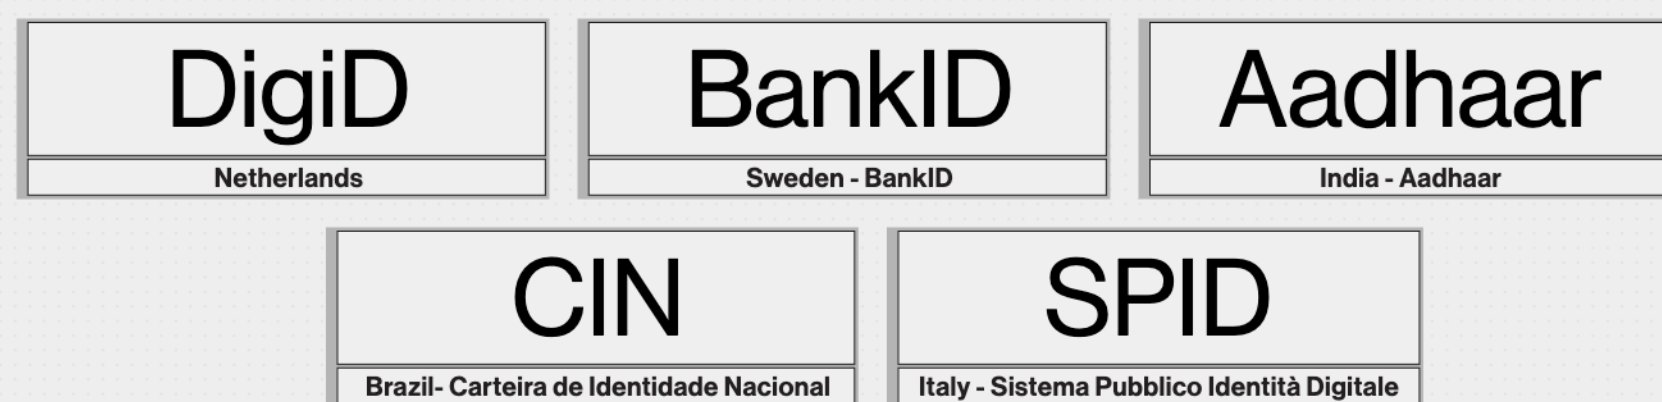 DigiD
Netherlands
BankID
Sweden - BankID
Aadhaar
India - Aadhaar
CIN
Brazil- Carteira de Identidade Nacional
SPID
Italy - Sistema Pubblico Identità Digitale